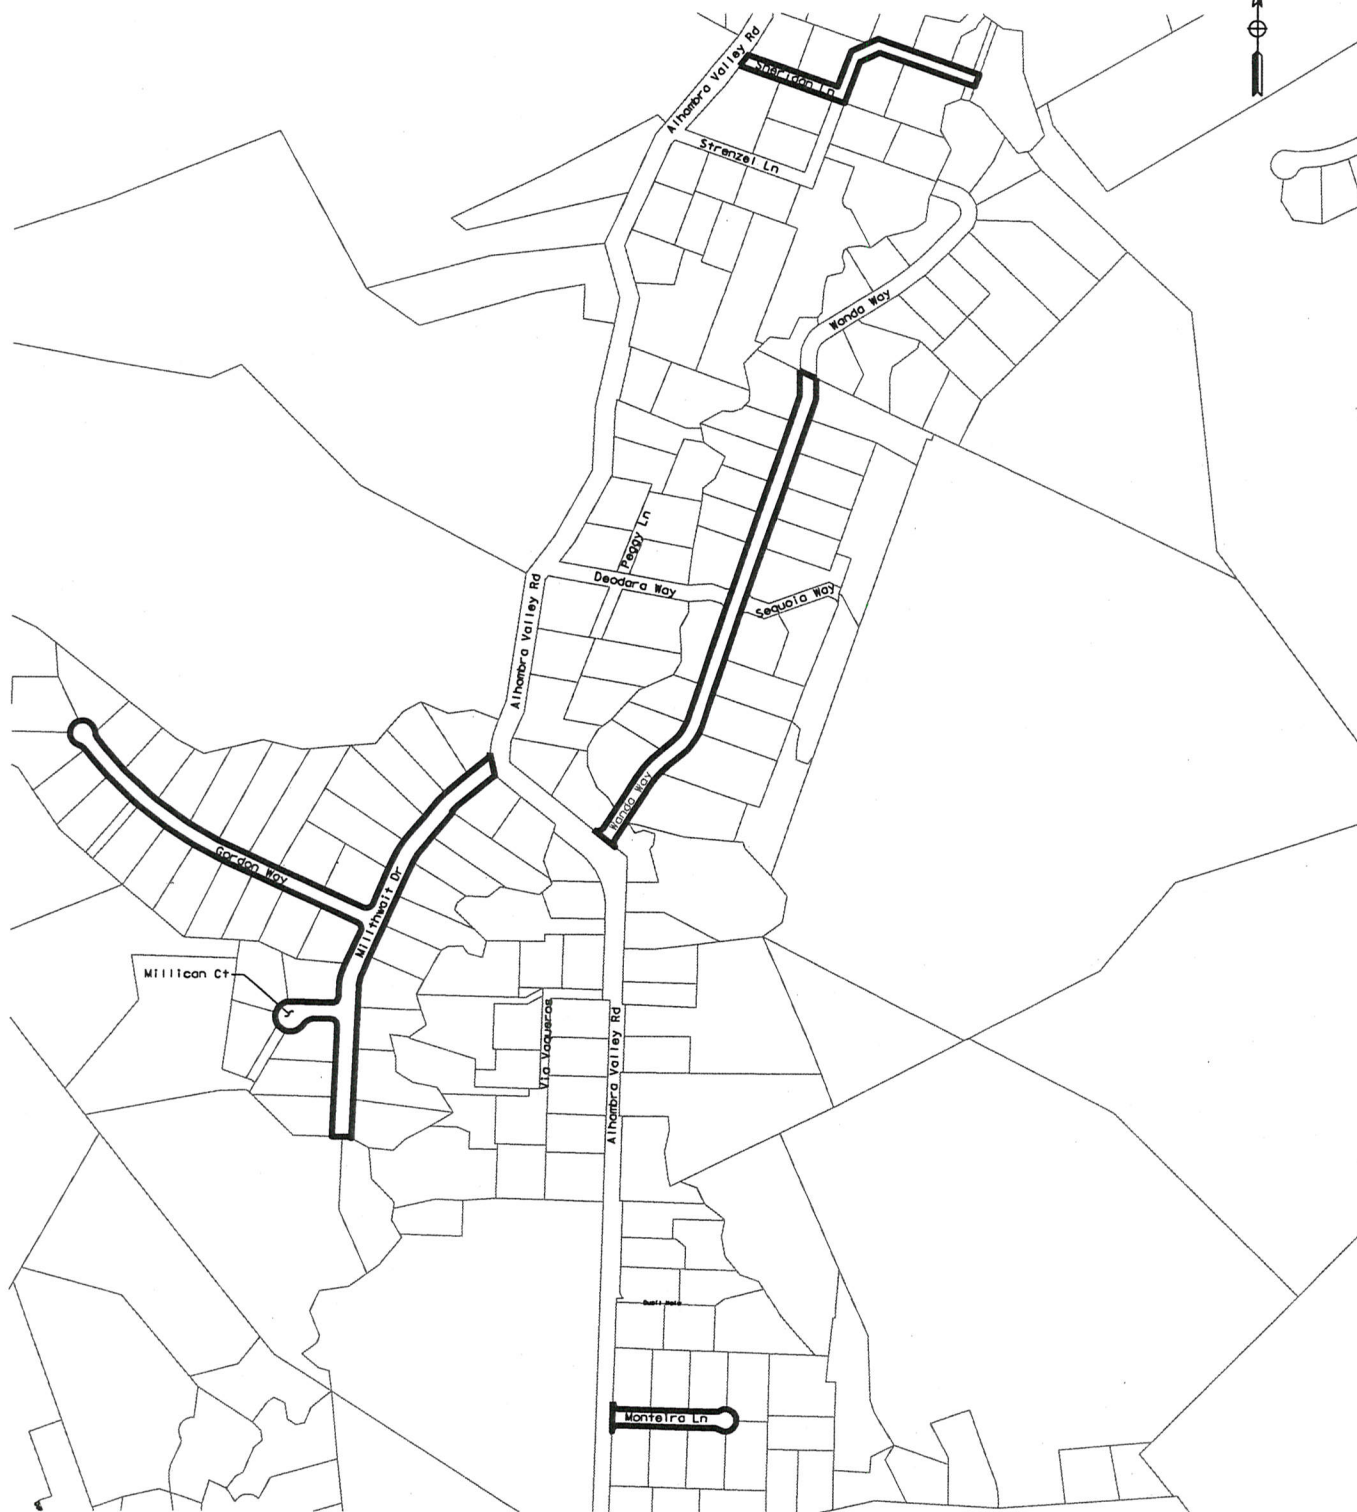 Alhambra Valley Rd
Sheridan Ln
Strenzel Ln
Wanda Way
Peggy Ln
Deodara Way
Sequoia Way
Alhambra Valley Rd
Wanda Way
Gordon Way
Millthwait Dr
Millican Ct
Via Vaqueros
Alhambra Valley Rd
Monteira Ln